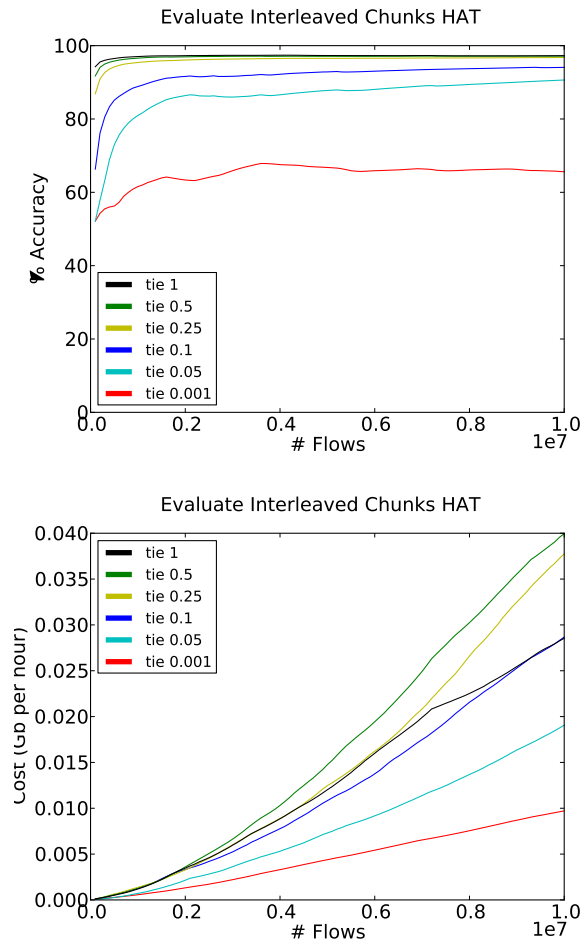 Evaluate Interleaved Chunks HAT
100
80
60
40
20
0
% Accuracy
tie 1
tie 0.5
tie 0.25
tie 0.1
tie 0.05
tie 0.001
0.0 0.2 0.4 0.6 0.8 1.0
# Flows
1e7
Evaluate Interleaved Chunks HAT
0.040
0.035
0.030
0.025
0.020
0.015
0.010
0.005
0.000
Cost (Gb per hour)
tie 1
tie 0.5
tie 0.25
tie 0.1
tie 0.05
tie 0.001
0.0 0.2 0.4 0.6 0.8 1.0
# Flows
1e7